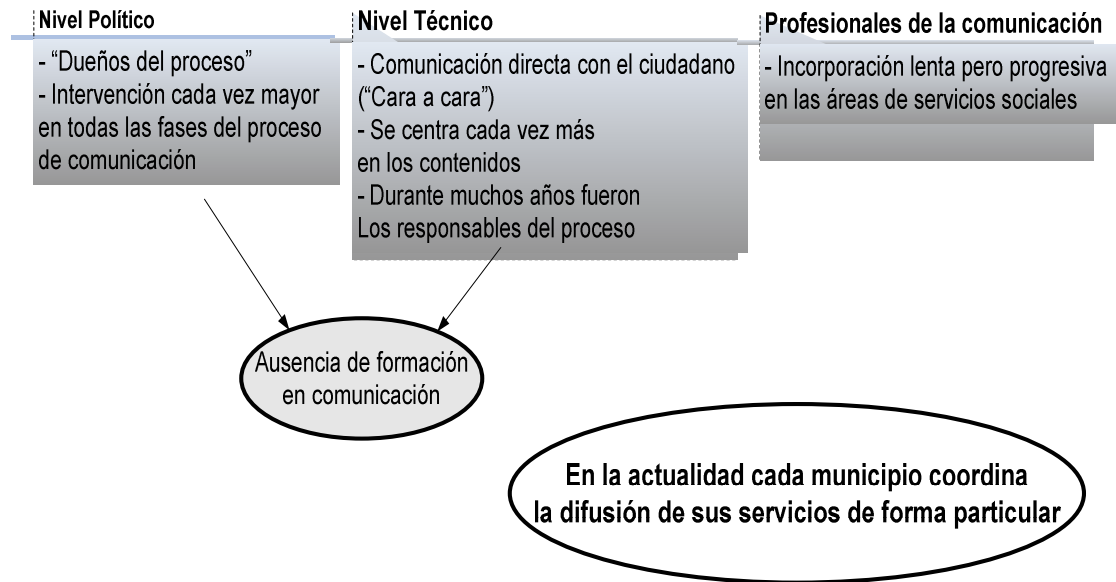 Nivel Político
- “Dueños del proceso”
- Intervención cada vez mayor
en todas las fases del proceso
de comunicación
Nivel Técnico
- Comunicación directa con el ciudadano
(“Cara a cara”)
- Se centra cada vez más
en los contenidos
- Durante muchos años fueron
Los responsables del proceso
Profesionales de la comunicación
- Incorporación lenta pero progresiva
en las áreas de servicios sociales
Ausencia de formación
en comunicación
En la actualidad cada municipio coordina
la difusión de sus servicios de forma particular